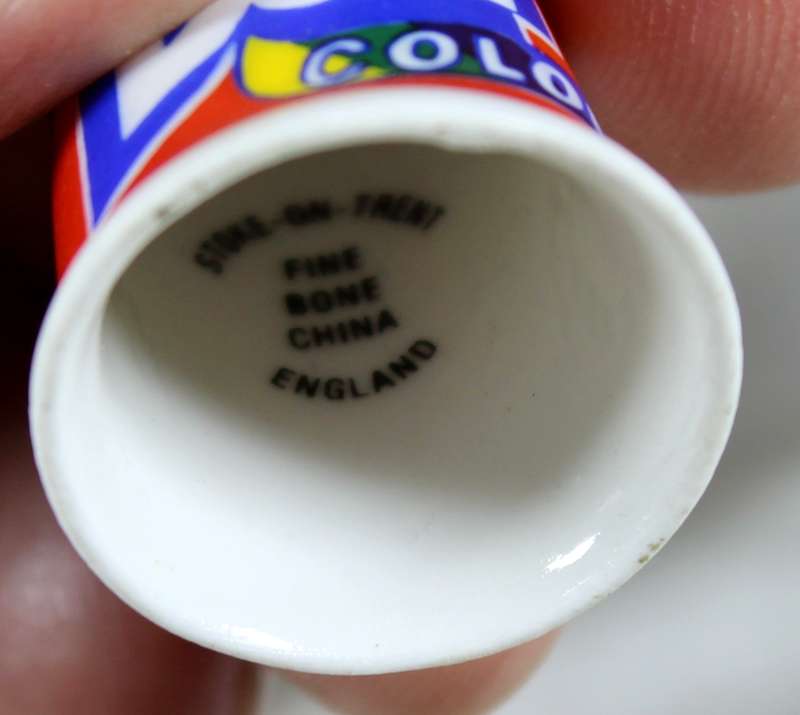 COLO
STOKE-ON-TRENT
FINE
BONE
CHINA
ENGLAND